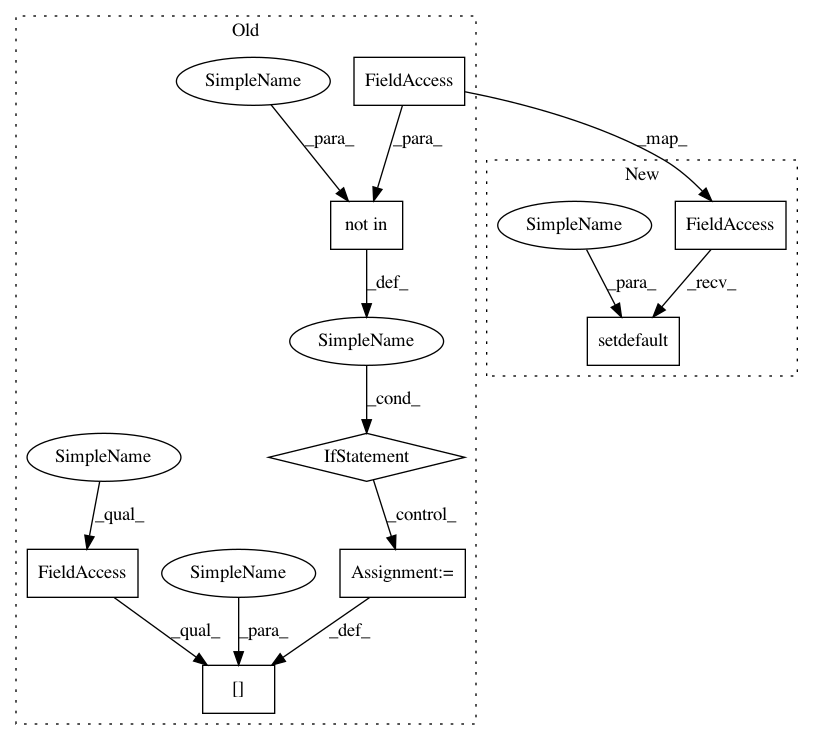 Old
SimpleName
FieldAccess
_para_
_para_
_map_
New
not in
SimpleName
FieldAccess
_def_
_para_
_recv_
SimpleName
setdefault
_cond_
SimpleName
IfStatement
_qual_
_control_
FieldAccess
SimpleName
Assignment:=
_qual_
_para_
_def_
[]